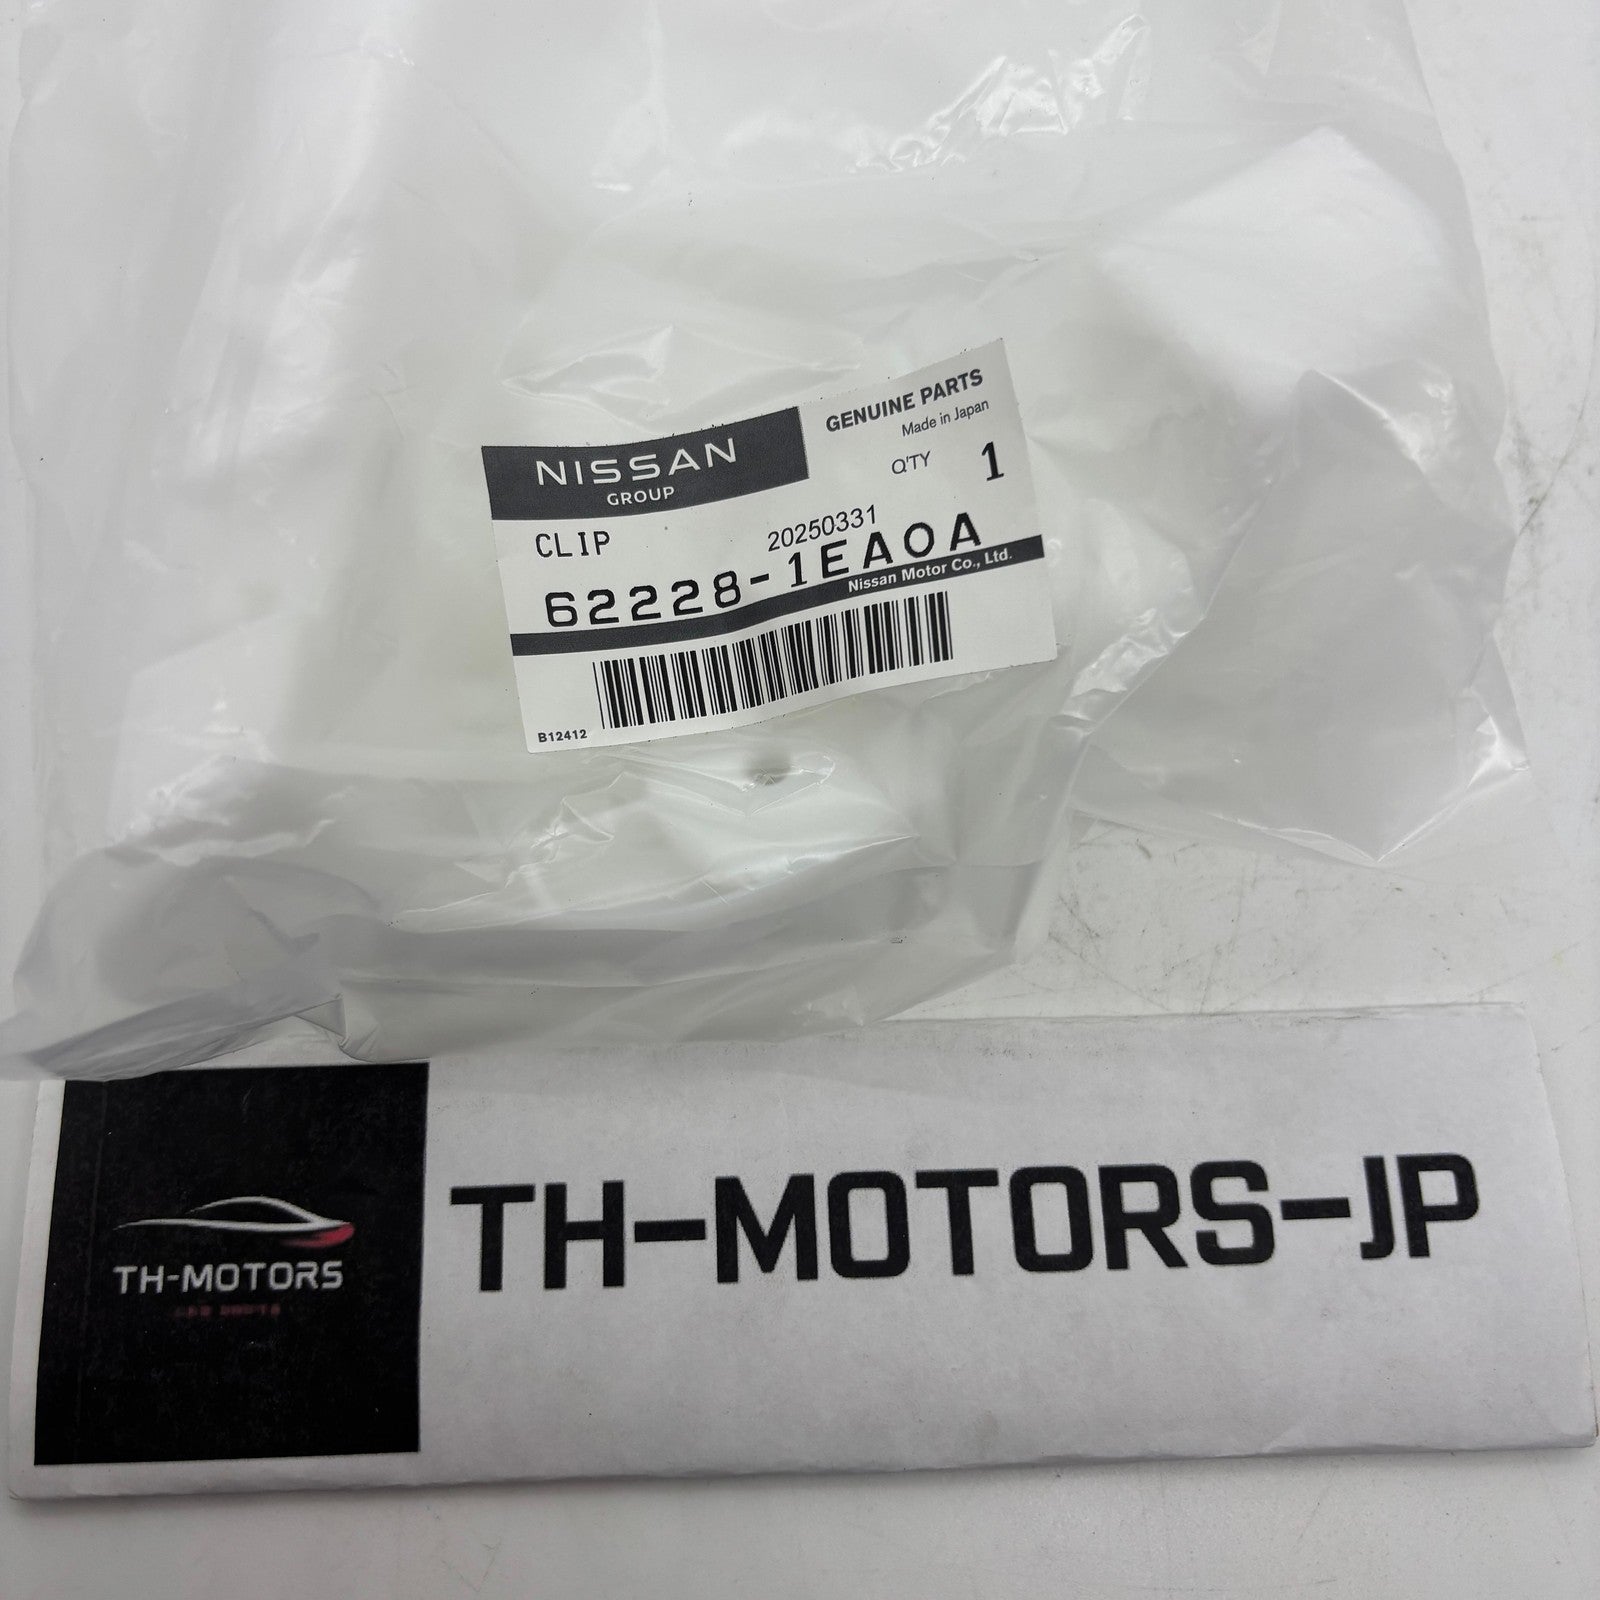 NISSAN
GROUP
GENUINE PARTS
Made in Japan
Q'TY 1
CLIP
20250331
62228-1EA0A
Nissan Motor Co., Ltd.
B12412
TH-MOTORS
TH-MOTORS-JP